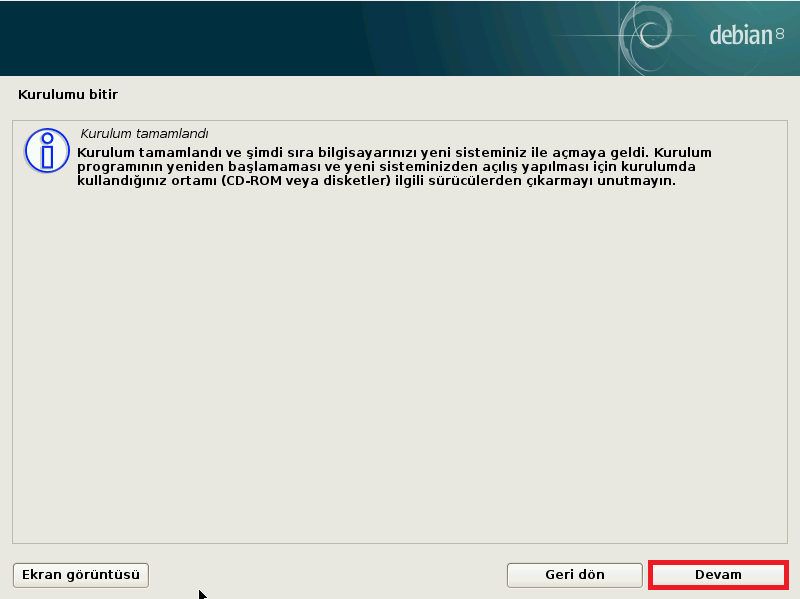 debian 8
Kurulumu bitir
Kurulum tamamlandı
Kurulum tamamlandı ve şimdi sıra bilgisayarınızı yeni sisteminiz ile açmaya geldi. Kurulum
programının yeniden başlamaması ve yeni sisteminizden açılış yapılması için kurulumda
kullandığınız ortamı (CD-ROM veya disketler) ilgili sürücülerden çıkarmayı unutmayın.
Ekran görüntüsü
Geri dön
Devam